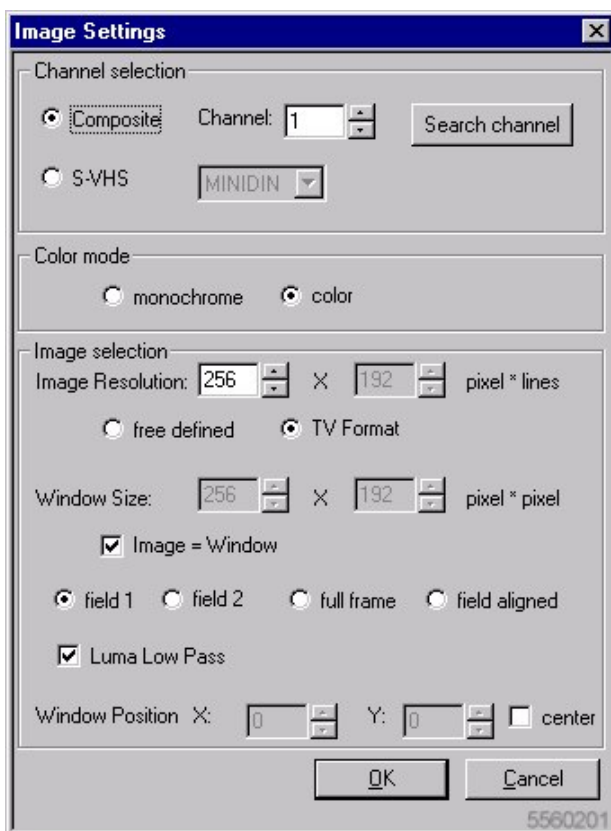 Image Settings
Channel selection
Composite Channel: 1 Search channel
S-VHS MINIDIN
Color mode
monochrome color
Image selection
Image Resolution: 256 X 192 pixel * lines
free defined TV Format
Window Size: 256 X 192 pixel * pixel
Image = Window
field 1 field 2 full frame field aligned
Luma Low Pass
Window Position X: 0 Y: 0 center
OK Cancel
5560201